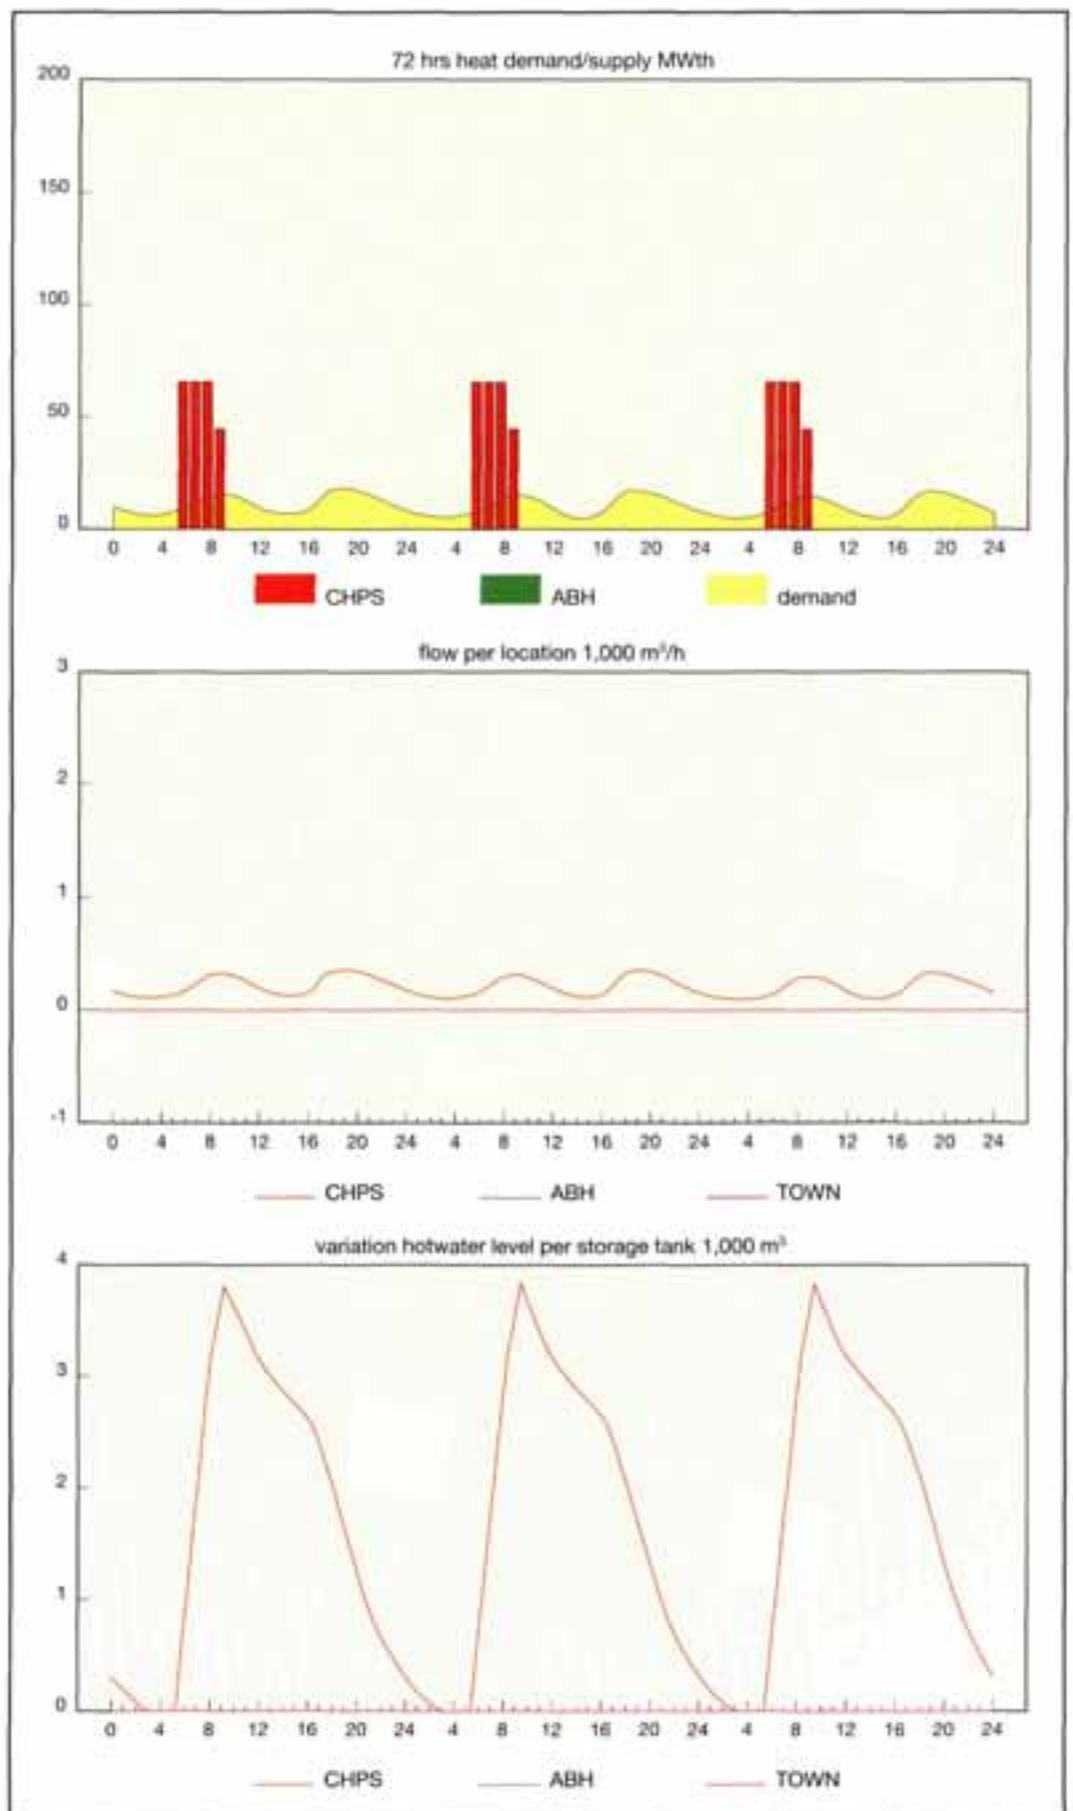 72 hrs heat demand/supply MWth
200
150
100
50
0
0 4 8 12 16 20 24 4 8 12 16 20 24 4 8 12 16 20 24
CHPS ABH demand
flow per location 1,000 m³/h
3
2
1
0
-1
0 4 8 12 16 20 24 4 8 12 16 20 24 4 8 12 16 20 24
CHPS ABH TOWN
variation hotwater level per storage tank 1,000 m³
4
3
2
1
0
0 4 8 12 16 20 24 4 8 12 16 20 24 4 8 12 16 20 24
CHPS ABH TOWN